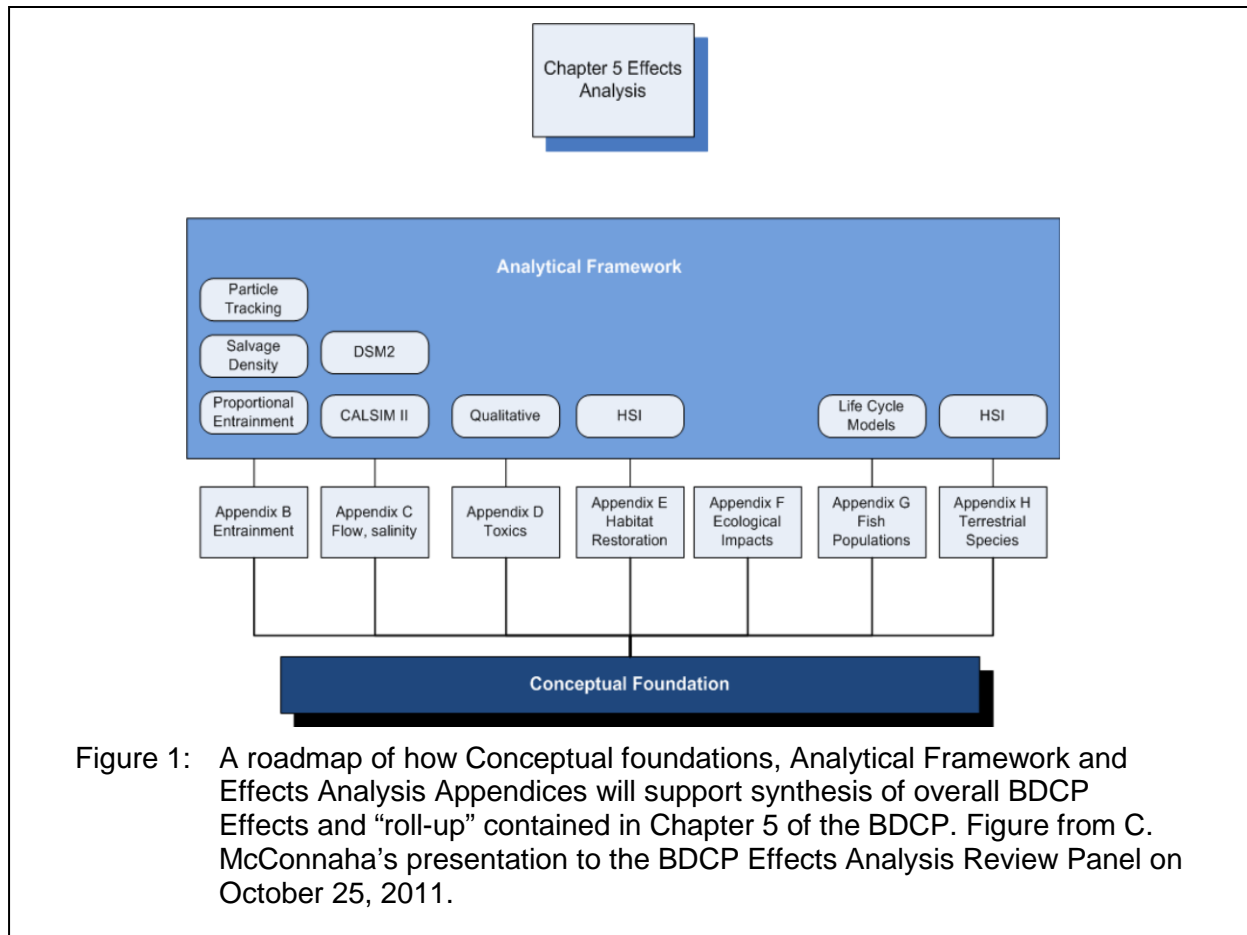 Chapter 5 Effects
Analysis
Analytical Framework
Particle
Tracking
Salvage
Density
DSM2
Proportional
Entrainment
CALSIM II
Qualitative
HSI
Life Cycle
Models
HSI
Appendix B
Entrainment
Appendix C
Flow, salinity
Appendix D
Toxics
Appendix E
Habitat
Restoration
Appendix F
Ecological
Impacts
Appendix G
Fish
Populations
Appendix H
Terrestrial
Species
Conceptual Foundation
Figure 1: A roadmap of how Conceptual foundations, Analytical Framework and
Effects Analysis Appendices will support synthesis of overall BDCP
Effects and “roll-up” contained in Chapter 5 of the BDCP. Figure from C.
McConnaha’s presentation to the BDCP Effects Analysis Review Panel on
October 25, 2011.